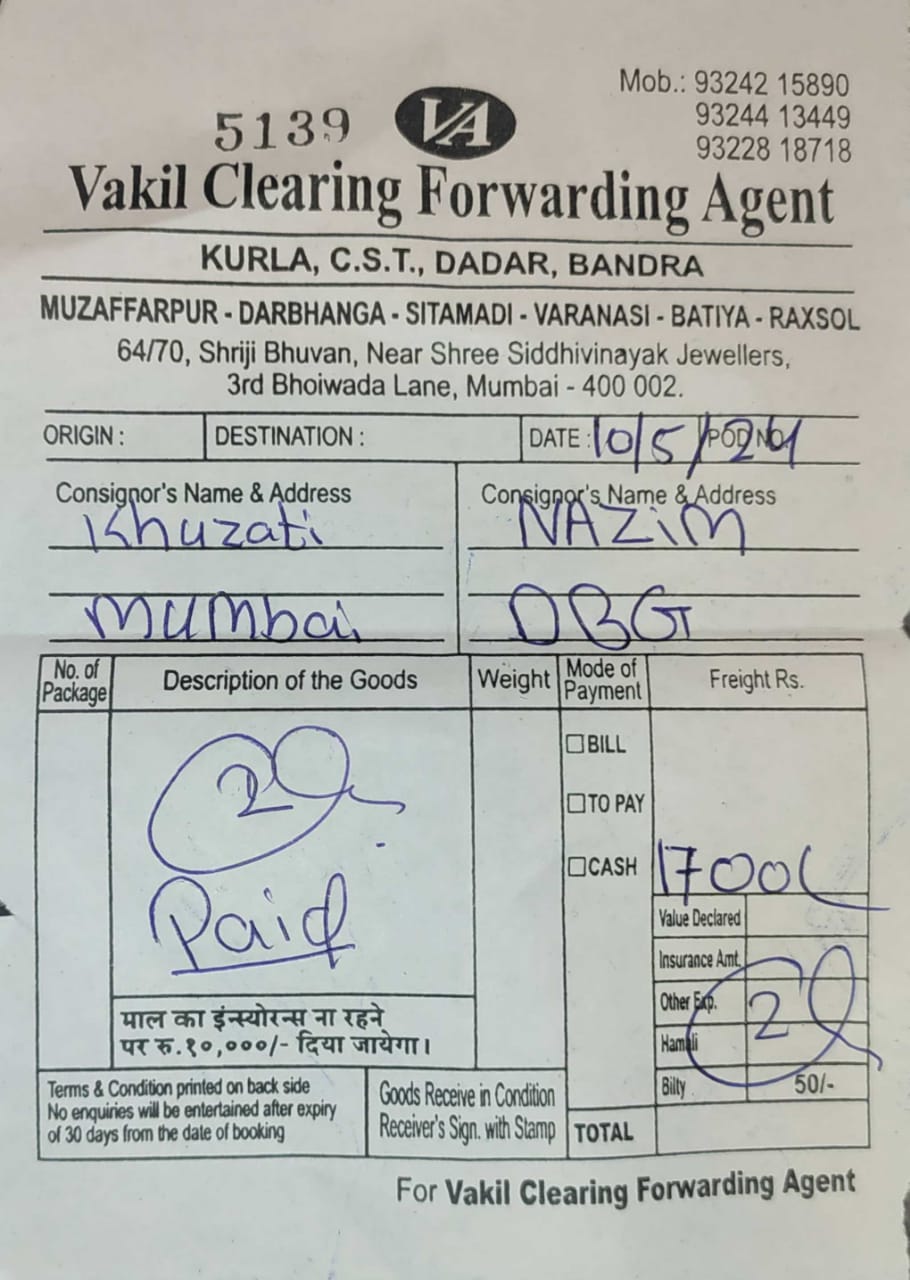 Mob.: 93242 15890
93244 13449
93228 18718
5139
VA
Vakil Clearing Forwarding Agent
KURLA, C.S.T., DADAR, BANDRA
MUZAFFARPUR - DARBHANGA - SITAMADI - VARANASI - BATIYA - RAXSOL
64/70, Shriji Bhuvan, Near Shree Siddhivinayak Jewellers,
3rd Bhoiwada Lane, Mumbai - 400 002.
ORIGIN : DESTINATION : DATE : 10/5/24 POD NO.
Consignor's Name & Address
Khuzati
Mumbai
Consignor's Name & Address
NAZim
DBG
No. of Package Description of the Goods Weight Mode of Payment Freight Rs.
BILL
TO PAY
CASH 1700
2
Paid
Value Declared
Insurance Amt.
Other Exp. 2
Hamali
Bilty 50/-
माल का इंन्स्योरन्स ना रहने
पर रु.१०,०००/- दिया जायेगा।
Terms & Condition printed on back side
No enquiries will be entertained after expiry
of 30 days from the date of booking
Goods Receive in Condition
Receiver's Sign. with Stamp
TOTAL
For Vakil Clearing Forwarding Agent